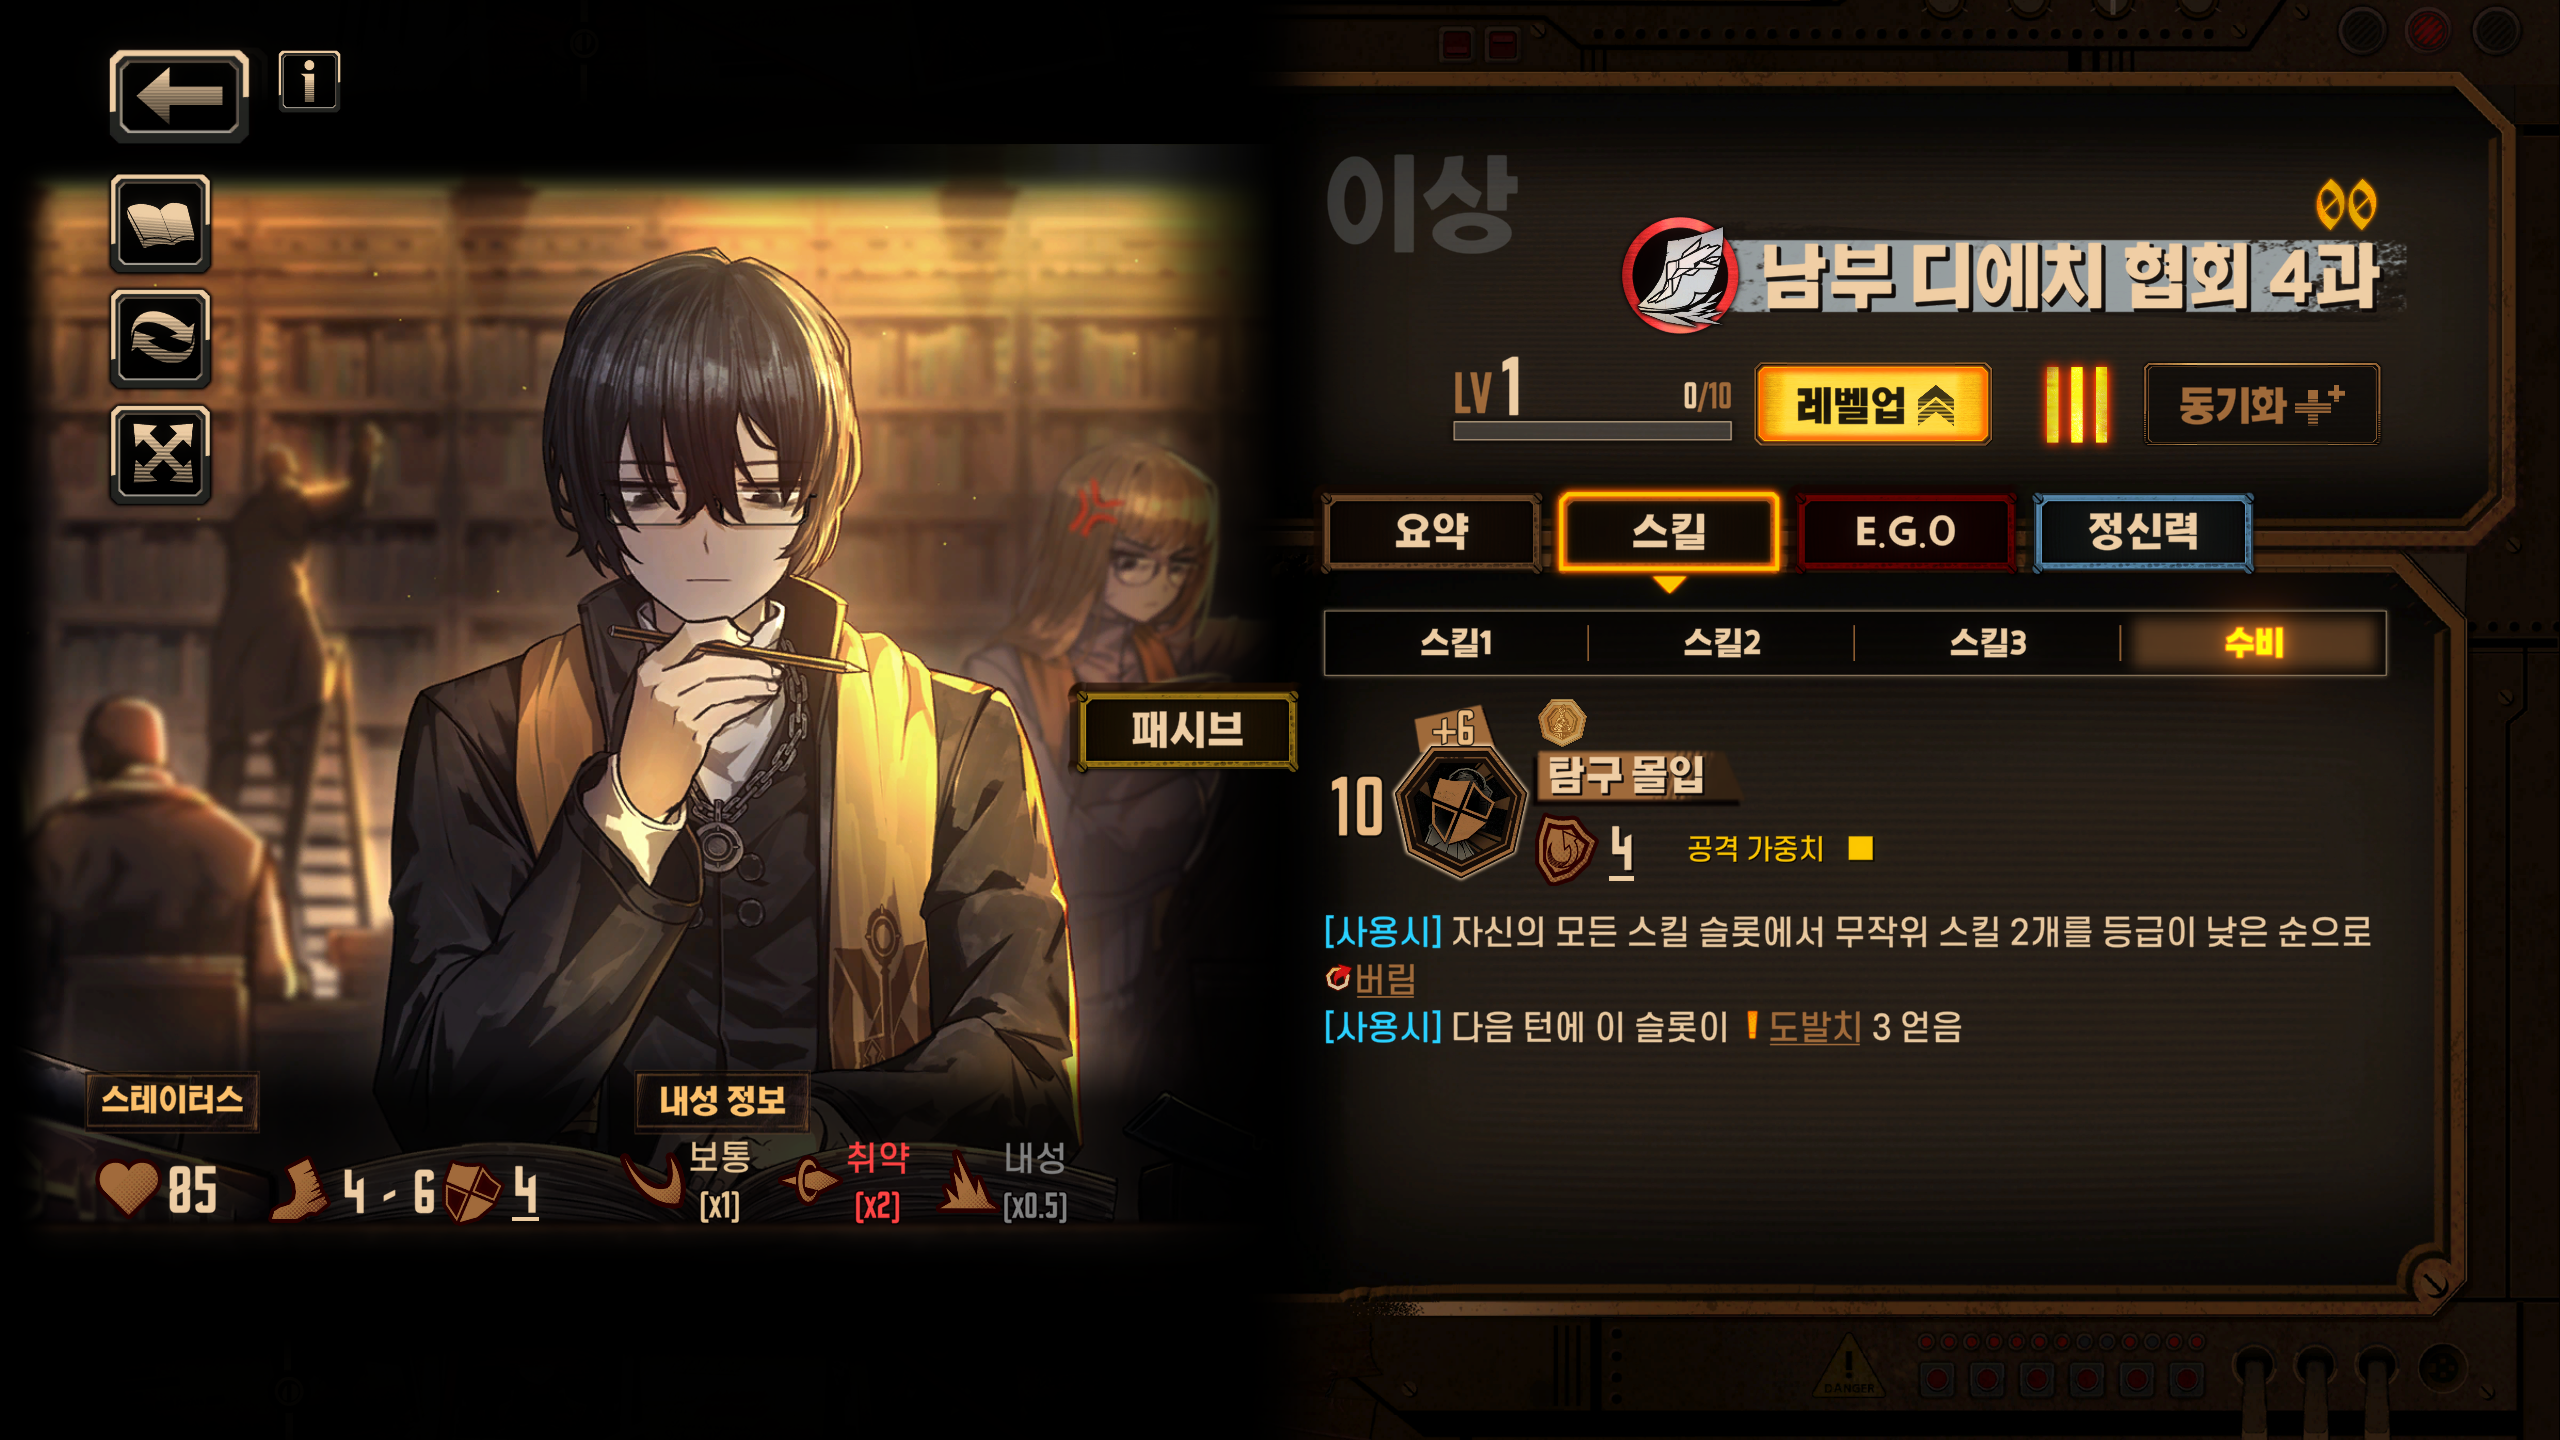 이상
남부 디에치 협회 4과
LV 1
0/10
레벨업
동기화
요약
스킬
E.G.O
정신력
스킬1
스킬2
스킬3
수비
패시브
+6
10
탐구 몰입
4
공격 가중치
[사용시] 자신의 모든 스킬 슬롯에서 무작위 스킬 2개를 등급이 낮은 순으로
버림
[사용시] 다음 턴에 이 슬롯이 도발치 3 얻음
스테이터스
내성 정보
85
4 - 6
4
보통
[x1]
취약
[x2]
내성
[x0.5]
DANGER